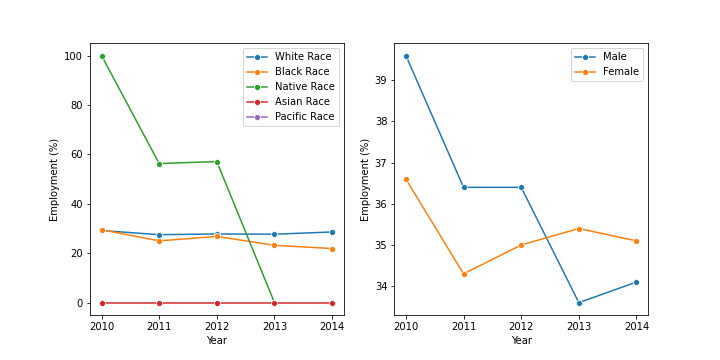 100
80
60
40
20
0
Employment (%)
2010 2011 2012 2013 2014
Year
White Race
Black Race
Native Race
Asian Race
Pacific Race
39
38
37
36
35
34
Employment (%)
2010 2011 2012 2013 2014
Year
Male
Female